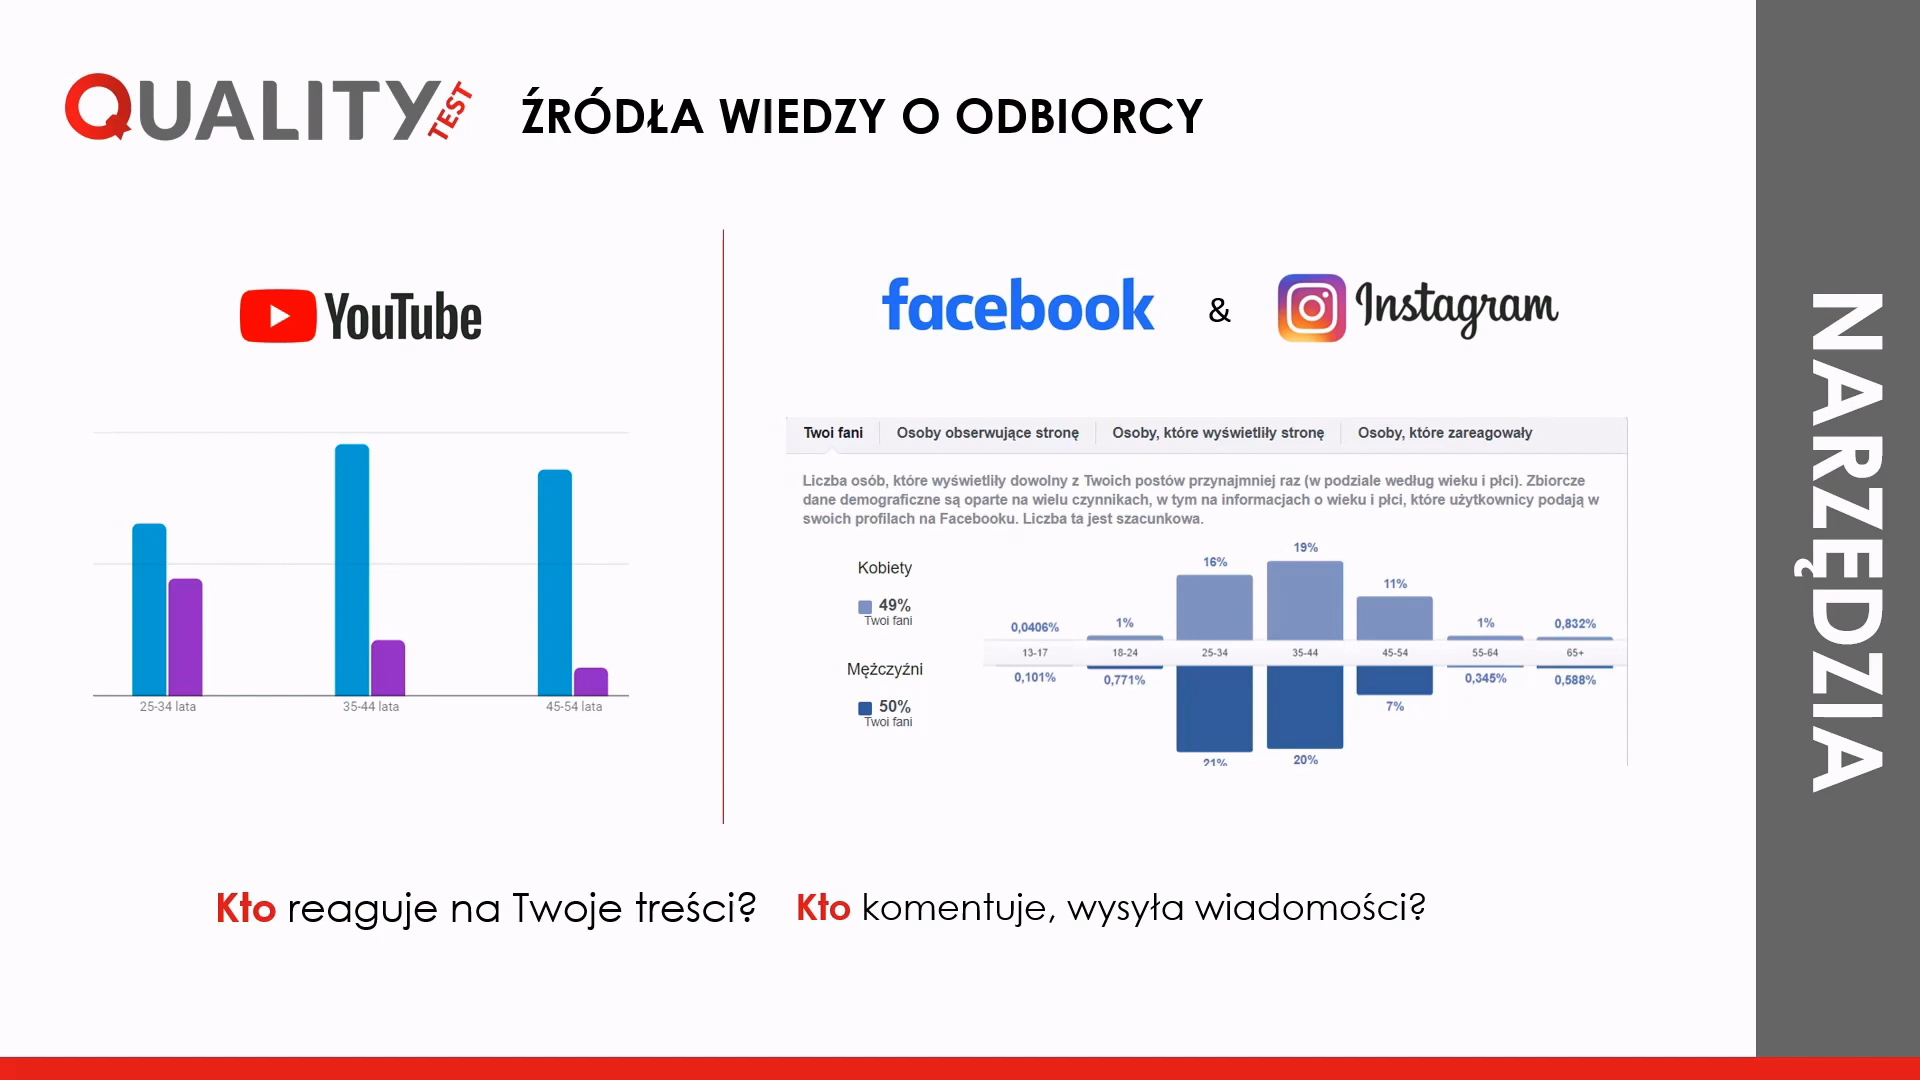 QUALITY TEST
ŹRÓDŁA WIEDZY O ODBIORCY
YouTube
25-34 lata
35-44 lata
45-54 lata
facebook & Instagram
Twoi fani
Osoby obserwujące stronę
Osoby, które wyświetliły stronę
Osoby, które zareagowały
Liczba osób, które wyświetliły dowolny z Twoich postów przynajmniej raz (w podziale według wieku i płci). Zbiorcze
dane demograficzne są oparte na wielu czynnikach, w tym na informacjach o wieku i płci, które użytkownicy podają w
swoich profilach na Facebooku. Liczba ta jest szacunkowa.
Kobiety
49%
Twoi fani
Mężczyźni
50%
Twoi fani
0,0406% 1% 16% 19% 11% 1% 0,832%
13-17 18-24 25-34 35-44 45-54 55-64 65+
0,101% 0,771% 21% 20% 7% 0,345% 0,588%
Kto reaguje na Twoje treści?
Kto komentuje, wysyła wiadomości?
NARZĘDZIA